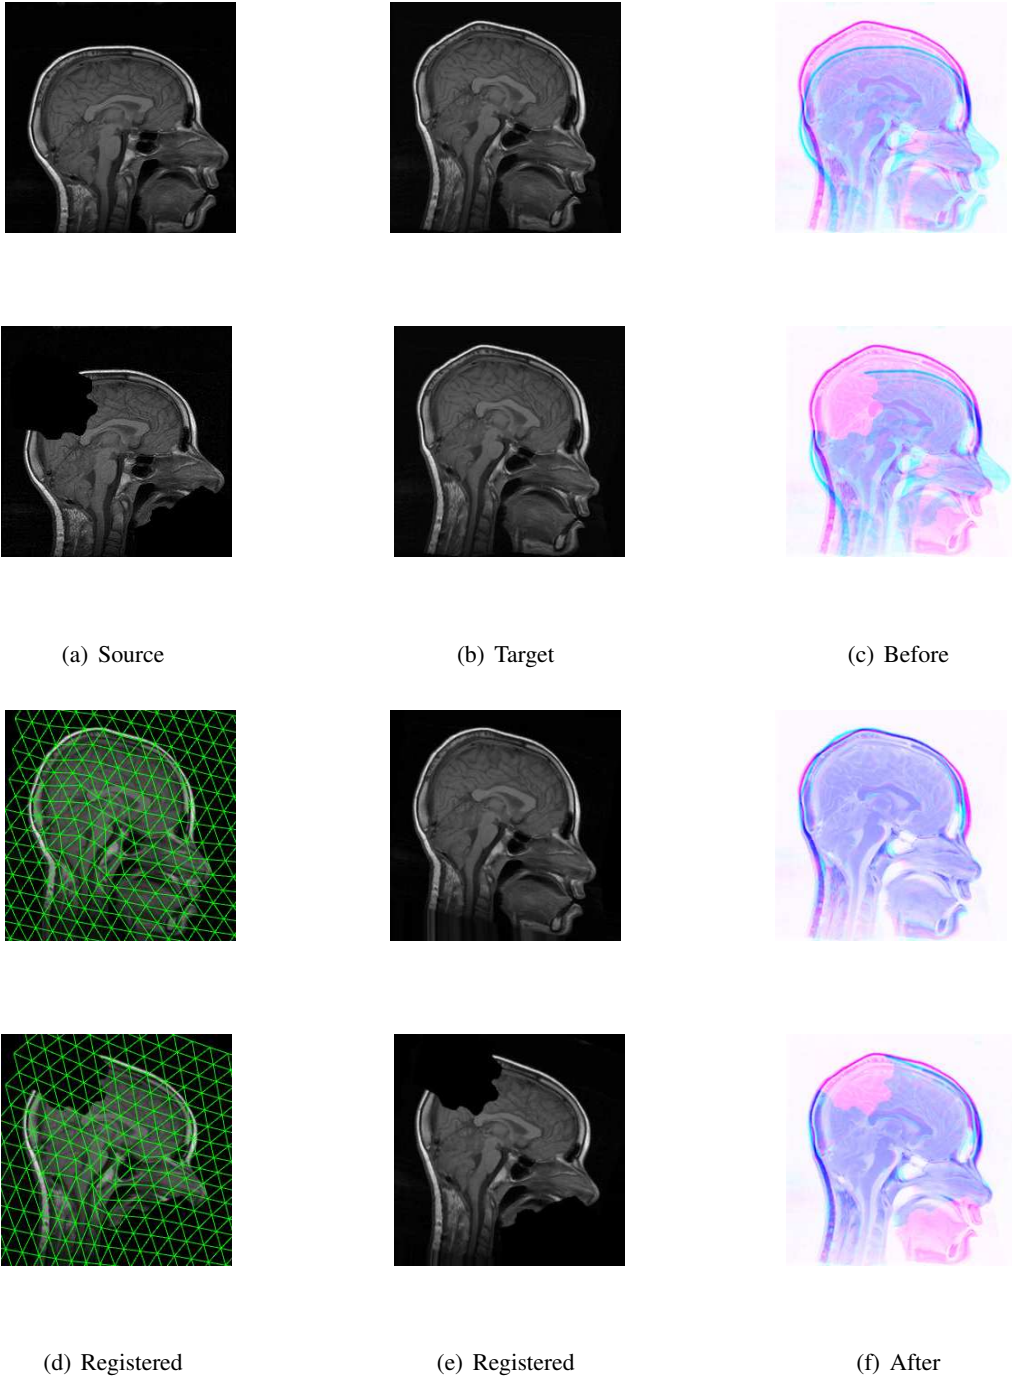 (a) Source
(b) Target
(c) Before
(d) Registered
(e) Registered
(f) After